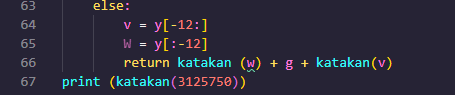 63 else:
64 v = y[-12:]
65 W = y[:-12]
66 return katakan (w) + g + katakan(v)
67 print (katakan(3125750))